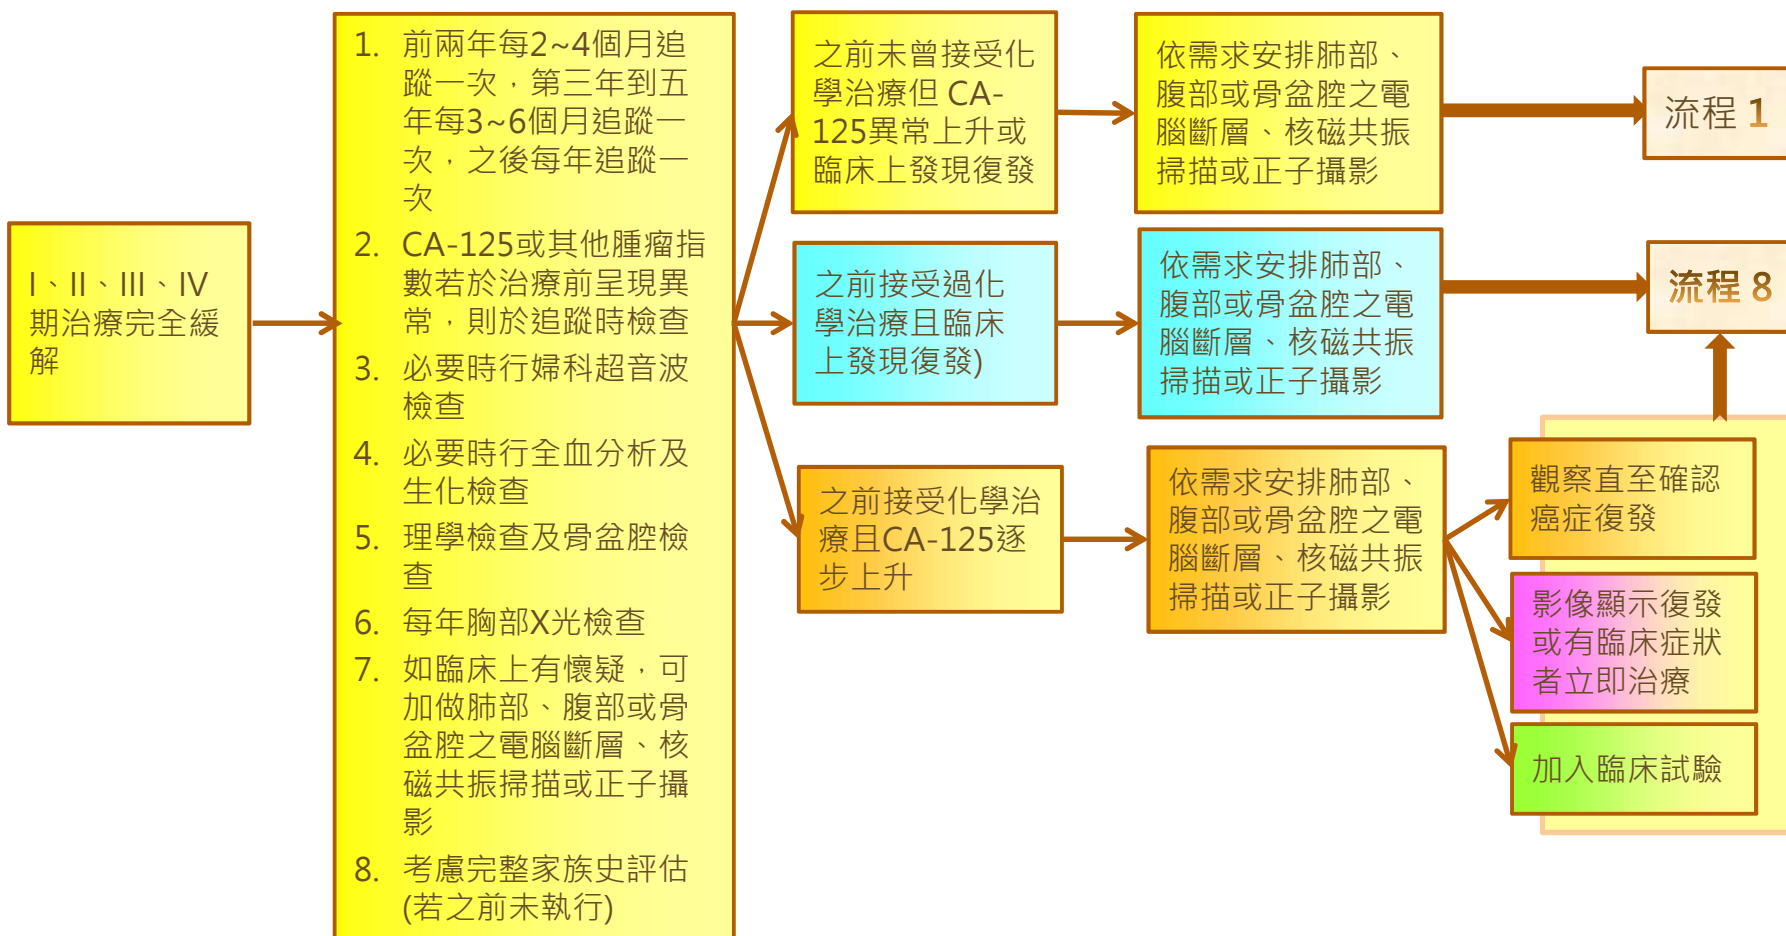 I、II、III、IV
期治療完全緩
解
1. 前兩年每2~4個月追
蹤一次，第三年到五
年每3~6個月追蹤一
次，之後每年追蹤一
次
2. CA-125或其他腫瘤指
數若於治療前呈現異
常，則於追蹤時檢查
3. 必要時行婦科超音波
檢查
4. 必要時行全血分析及
生化檢查
5. 理學檢查及骨盆腔檢
查
6. 每年胸部X光檢查
7. 如臨床上有懷疑，可
加做肺部、腹部或骨
盆腔之電腦斷層、核
磁共振掃描或正子攝
影
8. 考慮完整家族史評估
(若之前未執行)
之前未曾接受化
學治療但 CA-
125異常上升或
臨床上發現復發
依需求安排肺部、
腹部或骨盆腔之電
腦斷層、核磁共振
掃描或正子攝影
流程 1
之前接受過化
學治療且臨床
上發現復發)
依需求安排肺部、
腹部或骨盆腔之電
腦斷層、核磁共振
掃描或正子攝影
流程 8
之前接受化學治
療且CA-125逐
步上升
依需求安排肺部、
腹部或骨盆腔之電
腦斷層、核磁共振
掃描或正子攝影
觀察直至確認
癌症復發
影像顯示復發
或有臨床症狀
者立即治療
加入臨床試驗